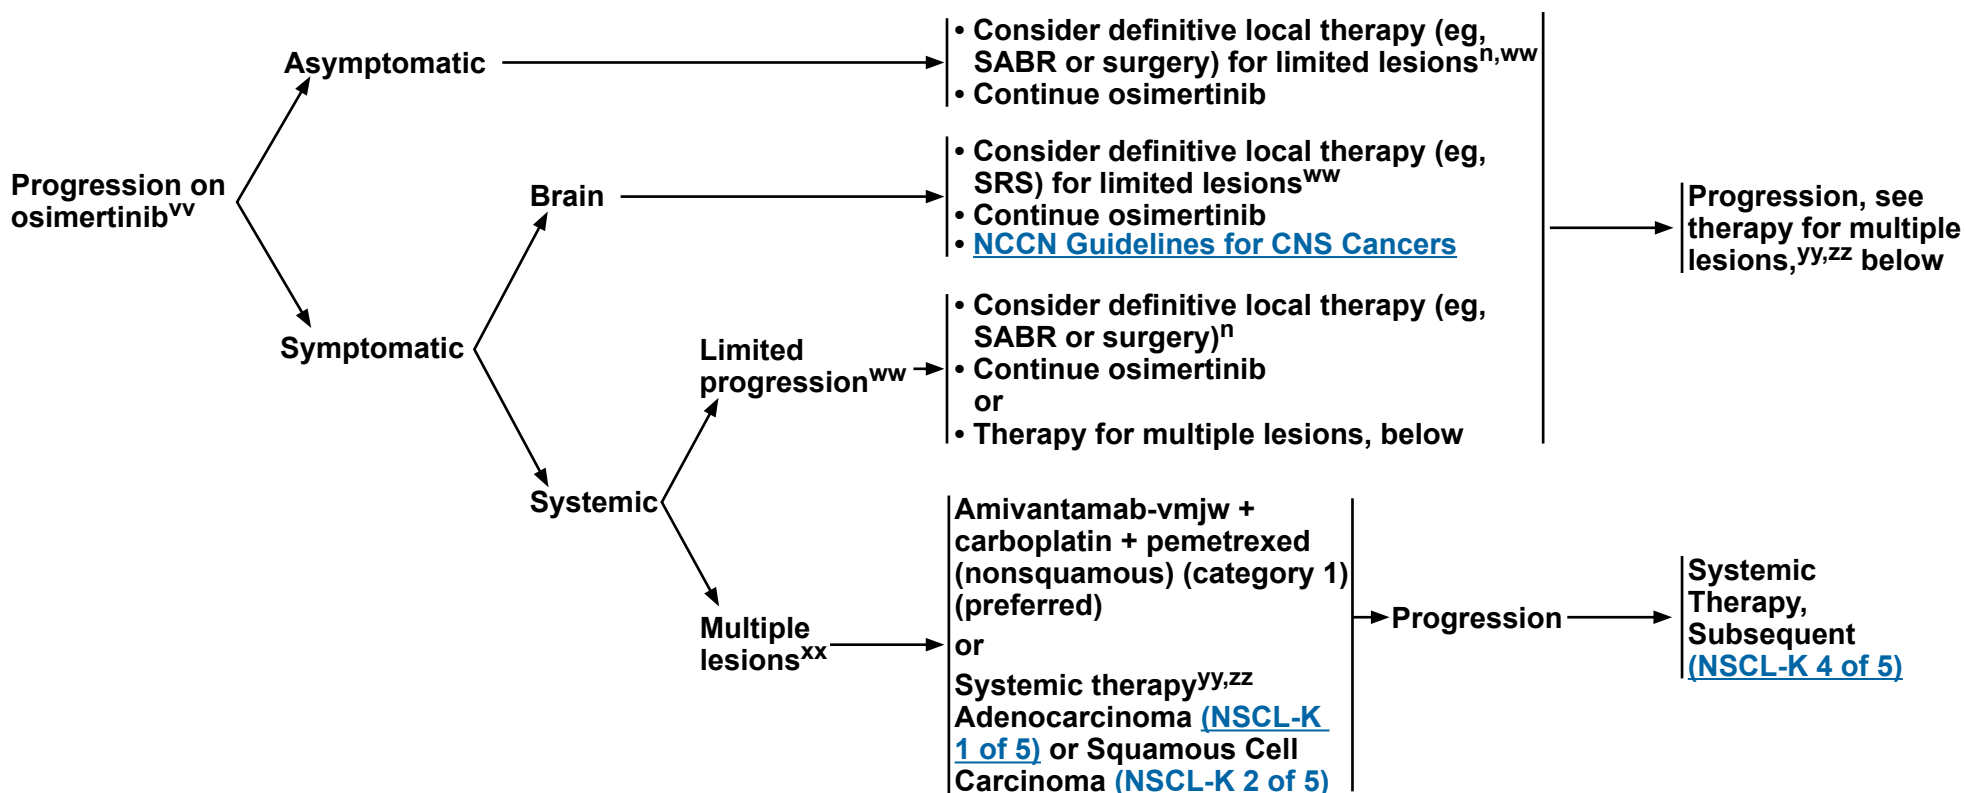 Progression on
osimertinibvv
Asymptomatic
• Consider definitive local therapy (eg,
SABR or surgery) for limited lesionsn,ww
• Continue osimertinib
Symptomatic
Brain
• Consider definitive local therapy (eg,
SRS) for limited lesionsww
• Continue osimertinib
• NCCN Guidelines for CNS Cancers
Systemic
Limited
progressionww
• Consider definitive local therapy (eg,
SABR or surgery)n
• Continue osimertinib
or
• Therapy for multiple lesions, below
Progression, see
therapy for multiple
lesions,yy,zz below
Multiple
lesionsxx
Amivantamab-vmjw +
carboplatin + pemetrexed
(nonsquamous) (category 1)
(preferred)
or
Systemic therapyyy,zz
Adenocarcinoma (NSCL-K
1 of 5) or Squamous Cell
Carcinoma (NSCL-K 2 of 5)
Progression
Systemic
Therapy,
Subsequent
(NSCL-K 4 of 5)